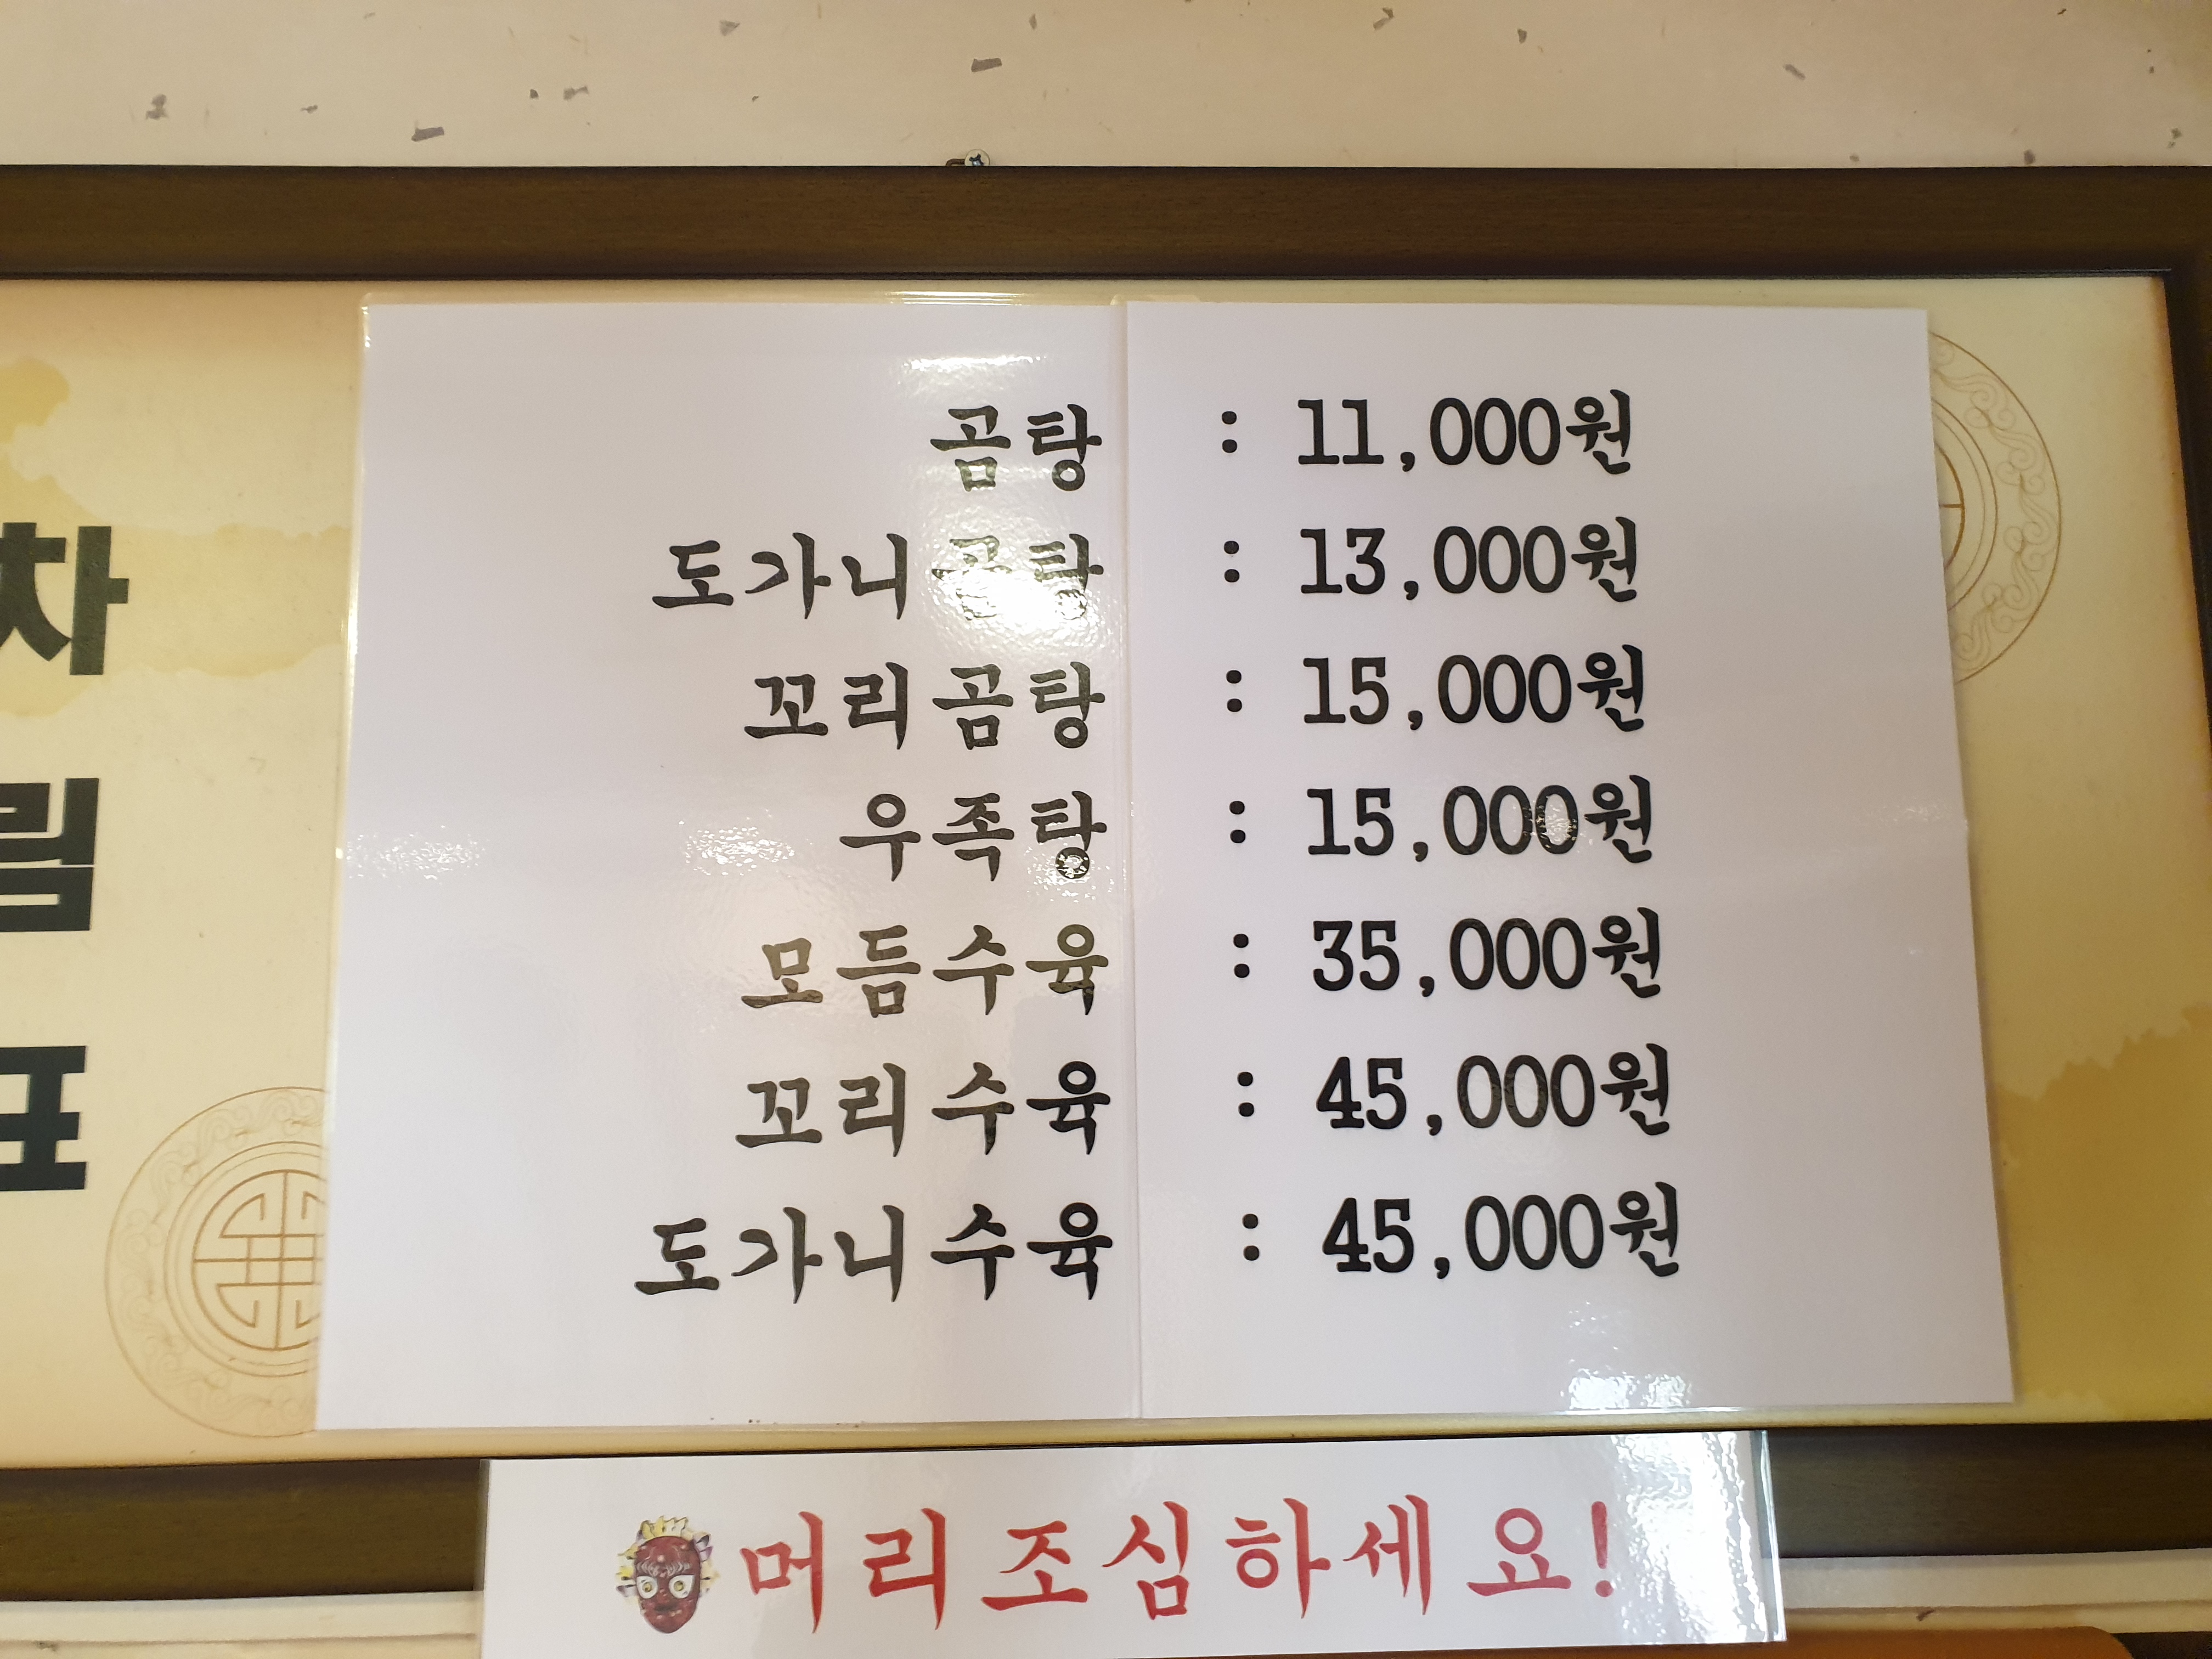 차림표
곰탕 : 11,000원
도가니곰탕 : 13,000원
꼬리곰탕 : 15,000원
우족탕 : 15,000원
모듬수육 : 35,000원
꼬리수육 : 45,000원
도가니수육 : 45,000원
머리조심하세요!